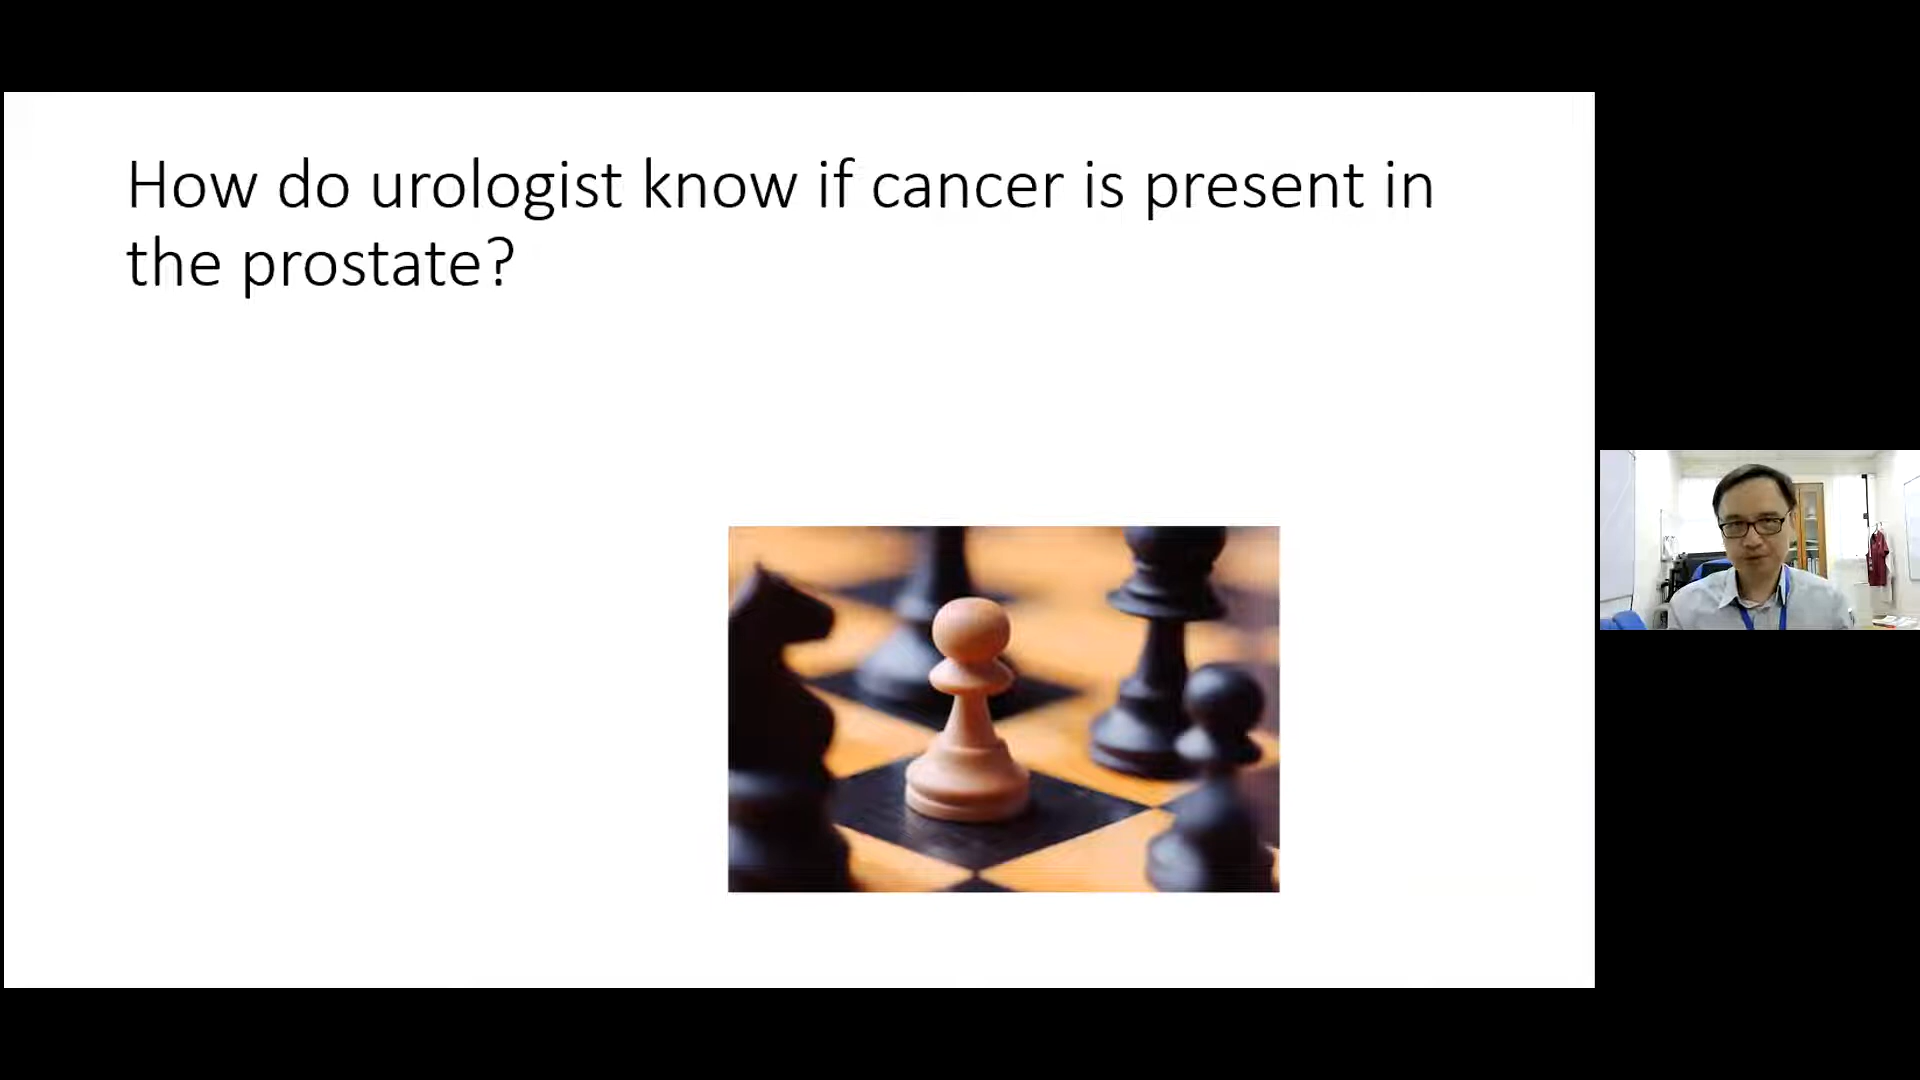 How do urologist know if cancer is present in
the prostate?